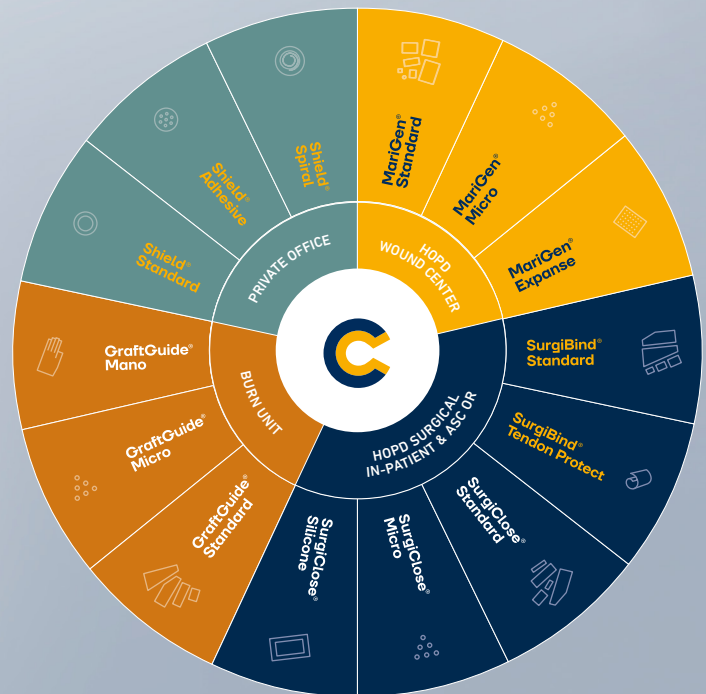 PRIVATE OFFICE
Shield®
Standard
Shield®
Adhesive
Shield®
Spiral
HOPD
WOUND CENTER
MariGen®
Standard
MariGen®
Micro
MariGen®
Expanse
HOPD SURGICAL
IN-PATIENT & ASC OR
SurgiBind®
Standard
SurgiBind®
Tendon Protect
SurgiClose®
Standard
SurgiClose®
Micro
SurgiClose®
Silicone
BURN UNIT
GraftGuide®
Standard
GraftGuide®
Micro
GraftGuide®
Mano